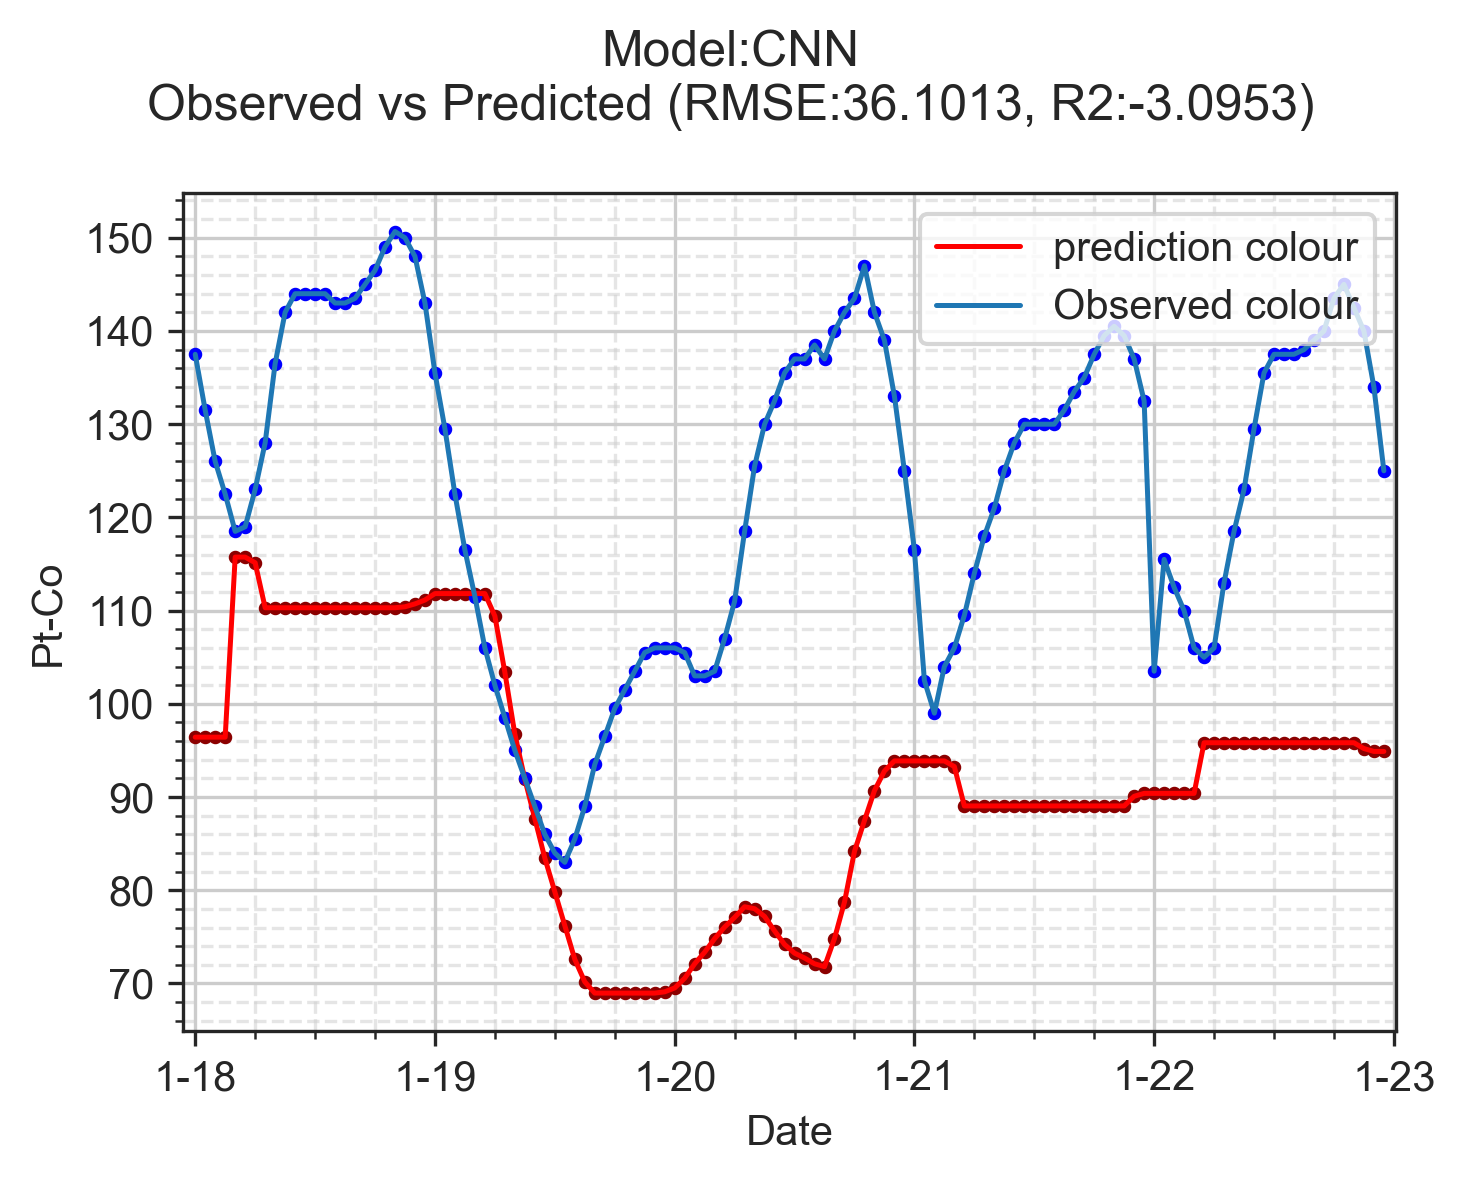 Model:CNN
Observed vs Predicted (RMSE:36.1013, R2:-3.0953)
prediction colour
Observed colour
150
140
130
120
110
100
90
80
70
Pt-Co
1-18
1-19
1-20
1-21
1-22
1-23
Date